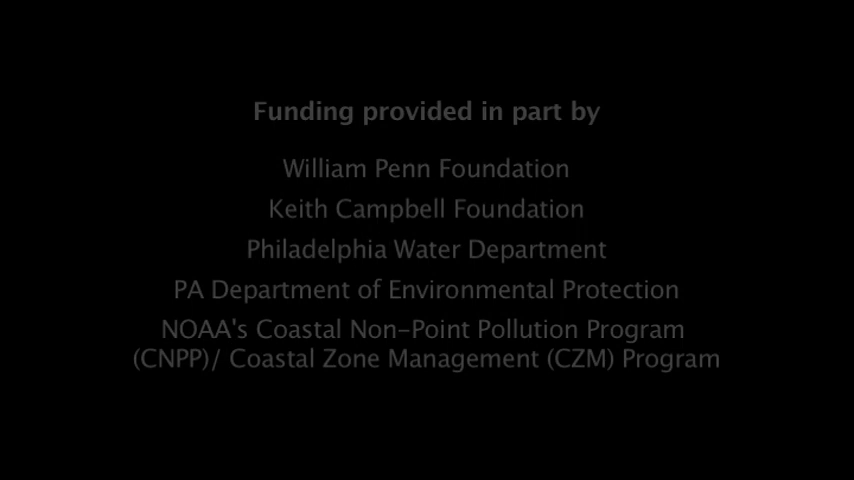 Funding provided in part by
William Penn Foundation
Keith Campbell Foundation
Philadelphia Water Department
PA Department of Environmental Protection
NOAA's Coastal Non-Point Pollution Program
(CNPP)/ Coastal Zone Management (CZM) Program